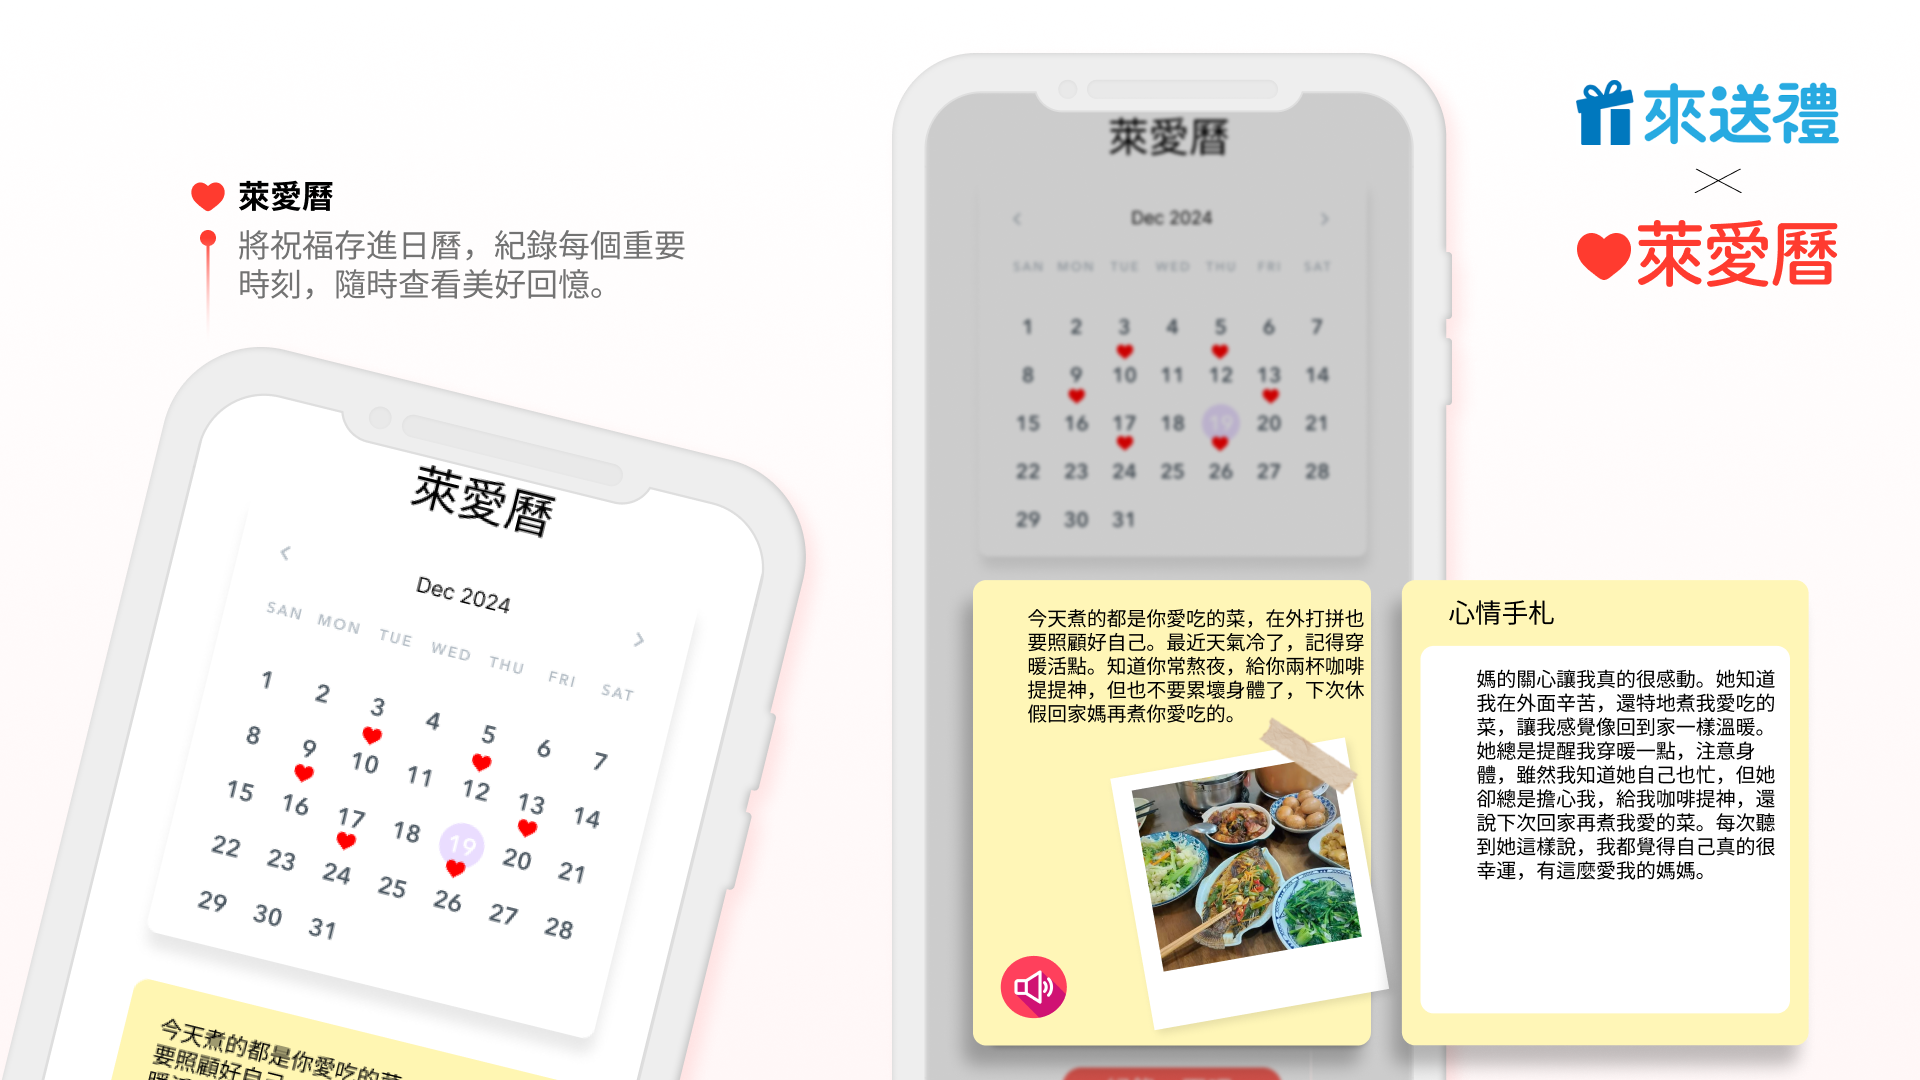 萊愛曆
將祝福存進日曆，紀錄每個重要
時刻，隨時查看美好回憶。
萊愛曆
Dec 2024
SAN MON TUE WED THU FRI SAT
1 2 3 4 5 6 7
8 9 10 11 12 13 14
15 16 17 18 19 20 21
22 23 24 25 26 27 28
29 30 31
今天煮的都是你愛吃的菜
要照顧好自己
萊愛曆
Dec 2024
SAN MON TUE WED THU FRI SAT
1 2 3 4 5 6 7
8 9 10 11 12 13 14
15 16 17 18 19 20 21
22 23 24 25 26 27 28
29 30 31
今天煮的都是你愛吃的菜，在外打拼也
要照顧好自己。最近天氣冷了，記得穿
暖活點。知道你常熬夜，給你兩杯咖啡
提提神，但也不要累壞身體了，下次休
假回家媽再煮你愛吃的。
來送禮
萊愛曆
心情手札
媽的關心讓我真的很感動。她知道
我在外面辛苦，還特地煮我愛吃的
菜，讓我感覺像回到家一樣溫暖。
她總是提醒我穿暖一點，注意身
體，雖然我知道她自己也忙，但她
卻總是擔心我，給我咖啡提神，還
說下次回家再煮我愛的菜。每次聽
到她這樣說，我都覺得自己真的很
幸運，有這麼愛我的媽媽。